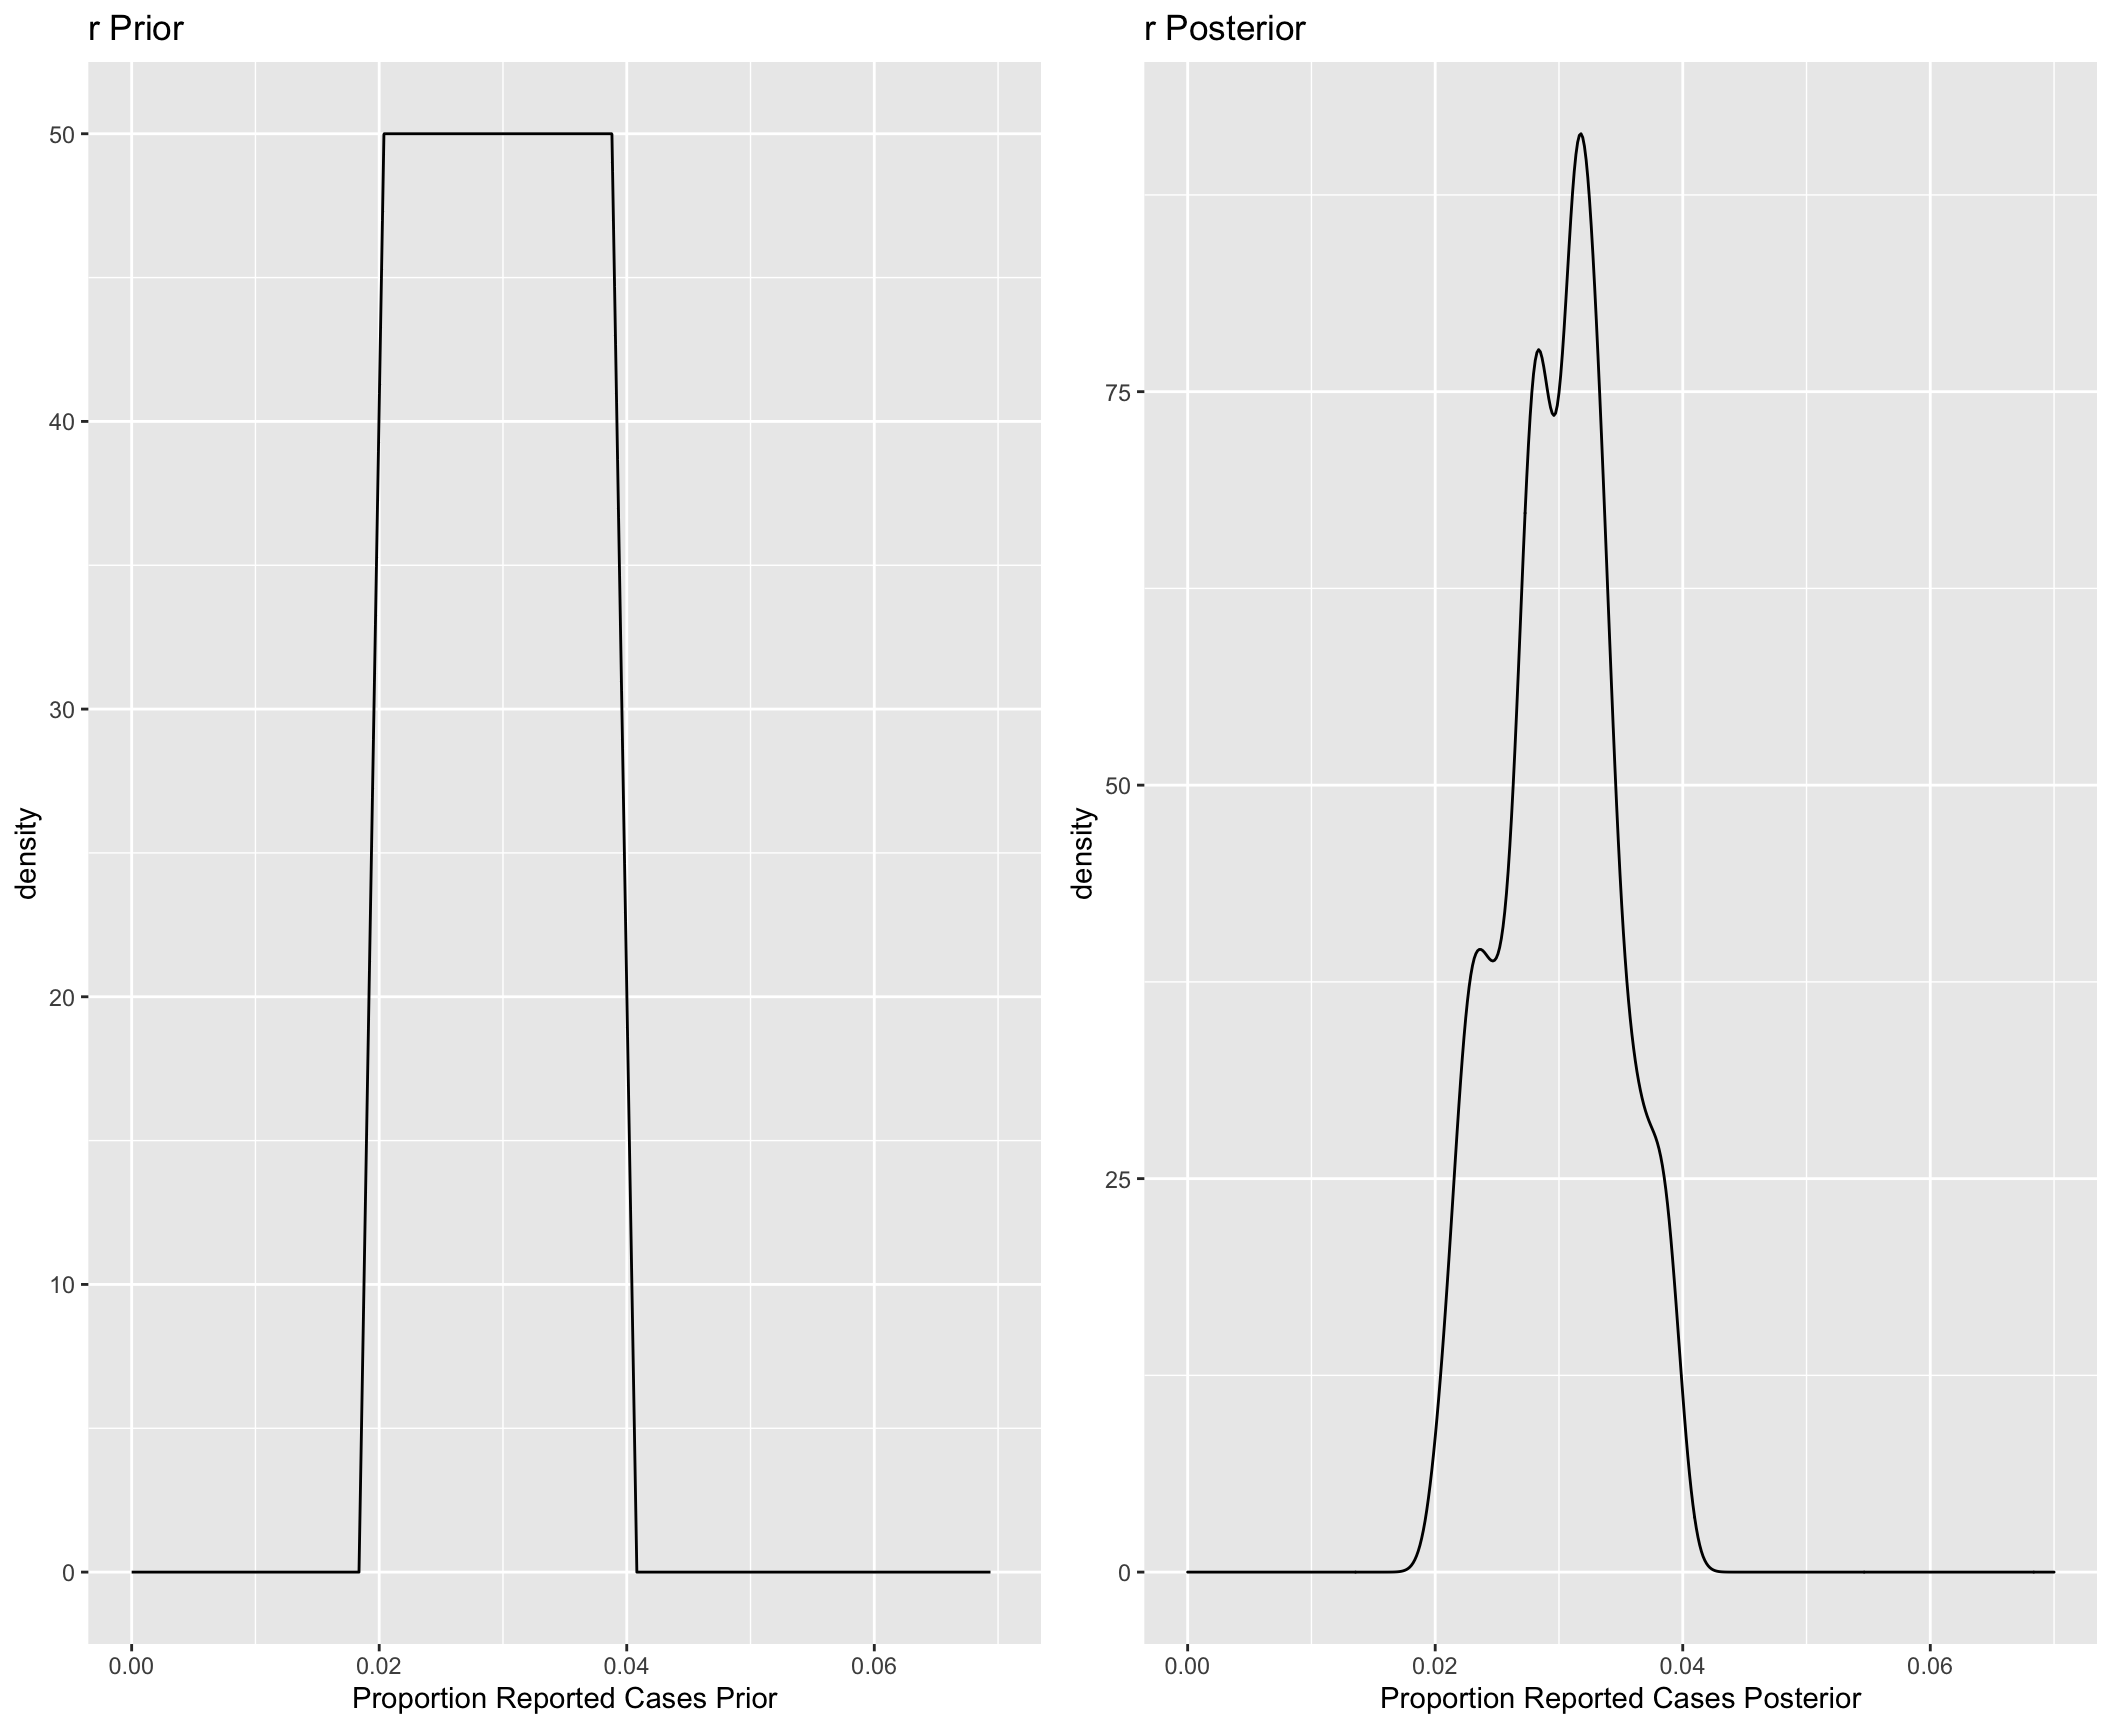 r Prior
density
50
40
30
20
10
0
0.00 0.02 0.04 0.06
Proportion Reported Cases Prior
r Posterior
density
75
50
25
0
0.00 0.02 0.04 0.06
Proportion Reported Cases Posterior